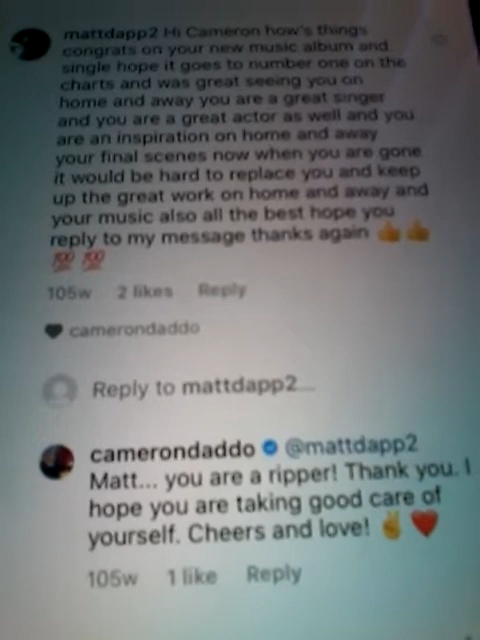 mattdapp2 Hi Cameron how's things
congrats on your new music album and
single hope it goes to number one on the
charts and was great seeing you on
home and away you are a great singer
and you are a great actor as well and you
are an inspiration on home and away
your final scenes now when you are gone
it would be hard to replace you and keep
up the great work on home and away and
your music also all the best hope you
reply to my message thanks again 👍👍
💯💯
105w 2 likes Reply
camerondaddo
Reply to mattdapp2...
camerondaddo @mattdapp2
Matt... you are a ripper! Thank you. I
hope you are taking good care of
yourself. Cheers and love! ✌️❤️
105w 1 like Reply